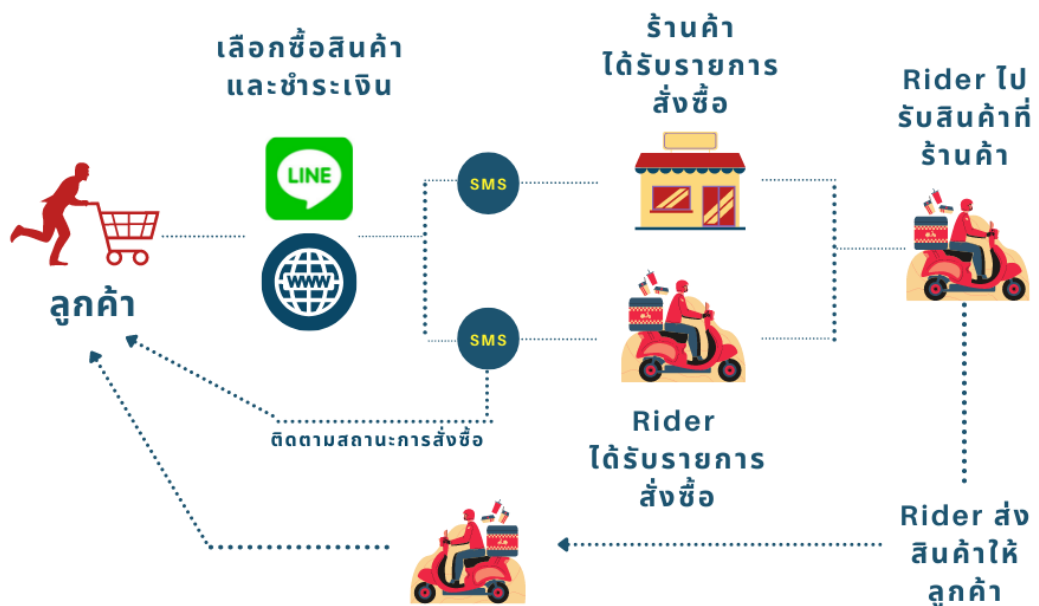 เลือกซื้อสินค้า
และชำระเงิน
ร้านค้า
ได้รับรายการ
สั่งซื้อ
Rider ไป
รับสินค้าที่
ร้านค้า
LINE
SMS
WWW
ลูกค้า
SMS
ติดตามสถานะการสั่งซื้อ
Rider
ได้รับรายการ
สั่งซื้อ
Rider ส่ง
สินค้าให้
ลูกค้า